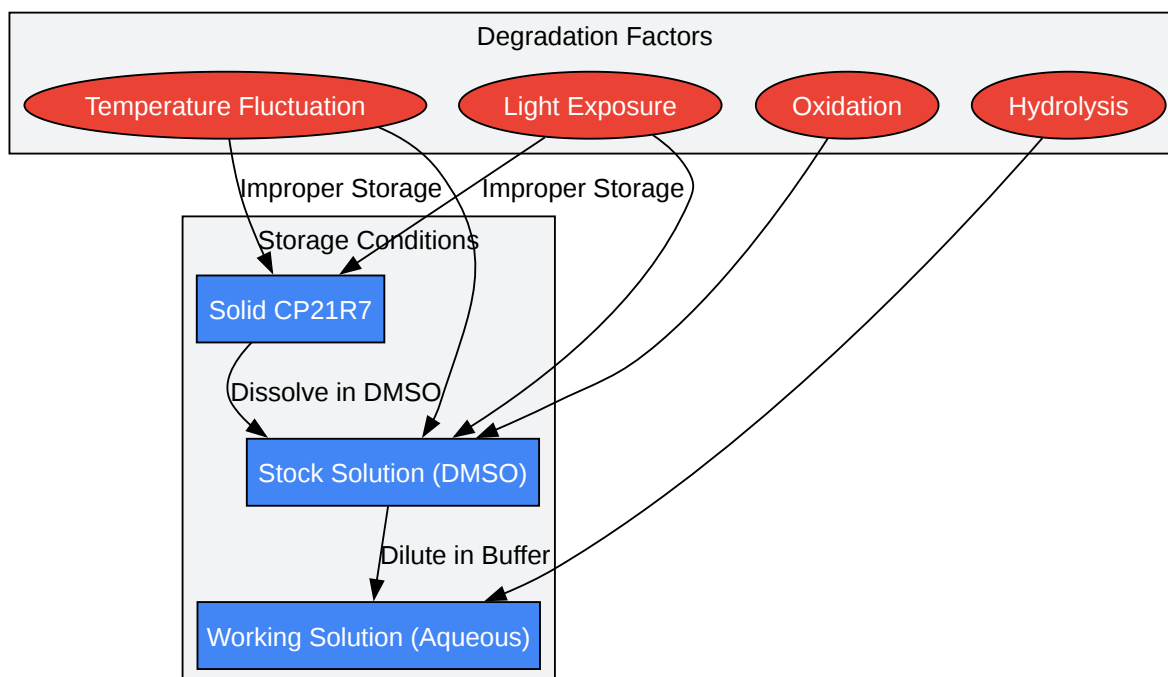 Degradation Factors
Temperature Fluctuation
Light Exposure
Oxidation
Hydrolysis
Improper Storage
Improper Storage
Storage Conditions
Solid CP21R7
Dissolve in DMSO
Stock Solution (DMSO)
Dilute in Buffer
Working Solution (Aqueous)